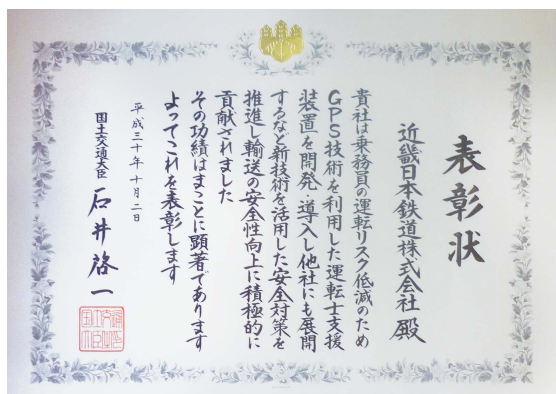 表彰状
近畿日本鉄道株式会社 殿
貴社は乗務員の運転リスク低減のため
GPS技術を利用した運転士支援
装置を開発・導入し他社にも展開
するなど新技術を活用した安全対策を
推進し輸送の安全性向上に積極的に
貢献されました
その功績はまことに顕著であります
よってこれを表彰します
平成三十年十月二日
国土交通大臣 石井啓一